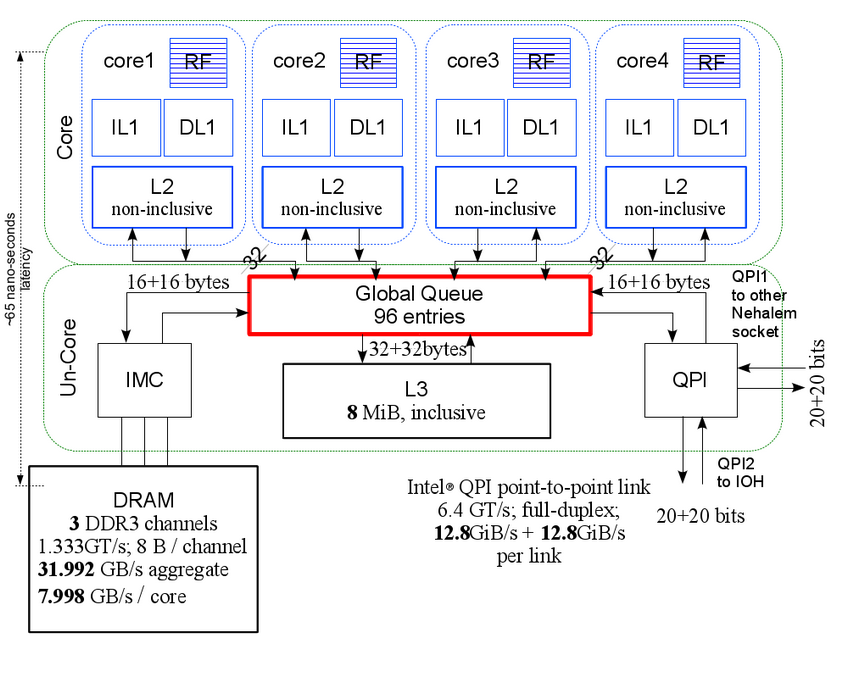 core1
RF
core2
RF
core3
RF
core4
RF
Core
IL1
DL1
IL1
DL1
IL1
DL1
IL1
DL1
L2
non-inclusive
L2
non-inclusive
L2
non-inclusive
L2
non-inclusive
~65 nano-seconds
latency
32
32
16+16 bytes
Global Queue
96 entries
16+16 bytes
QPI1
to other
Nehalem
socket
Un-Core
32+32bytes
IMC
L3
8 MiB, inclusive
QPI
20+20 bits
QPI2
to IOH
20+20 bits
DRAM
3 DDR3 channels
1.333GT/s; 8 B / channel
31.992 GB/s aggregate
7.998 GB/s / core
Intel® QPI point-to-point link
6.4 GT/s; full-duplex;
12.8GiB/s + 12.8GiB/s
per link